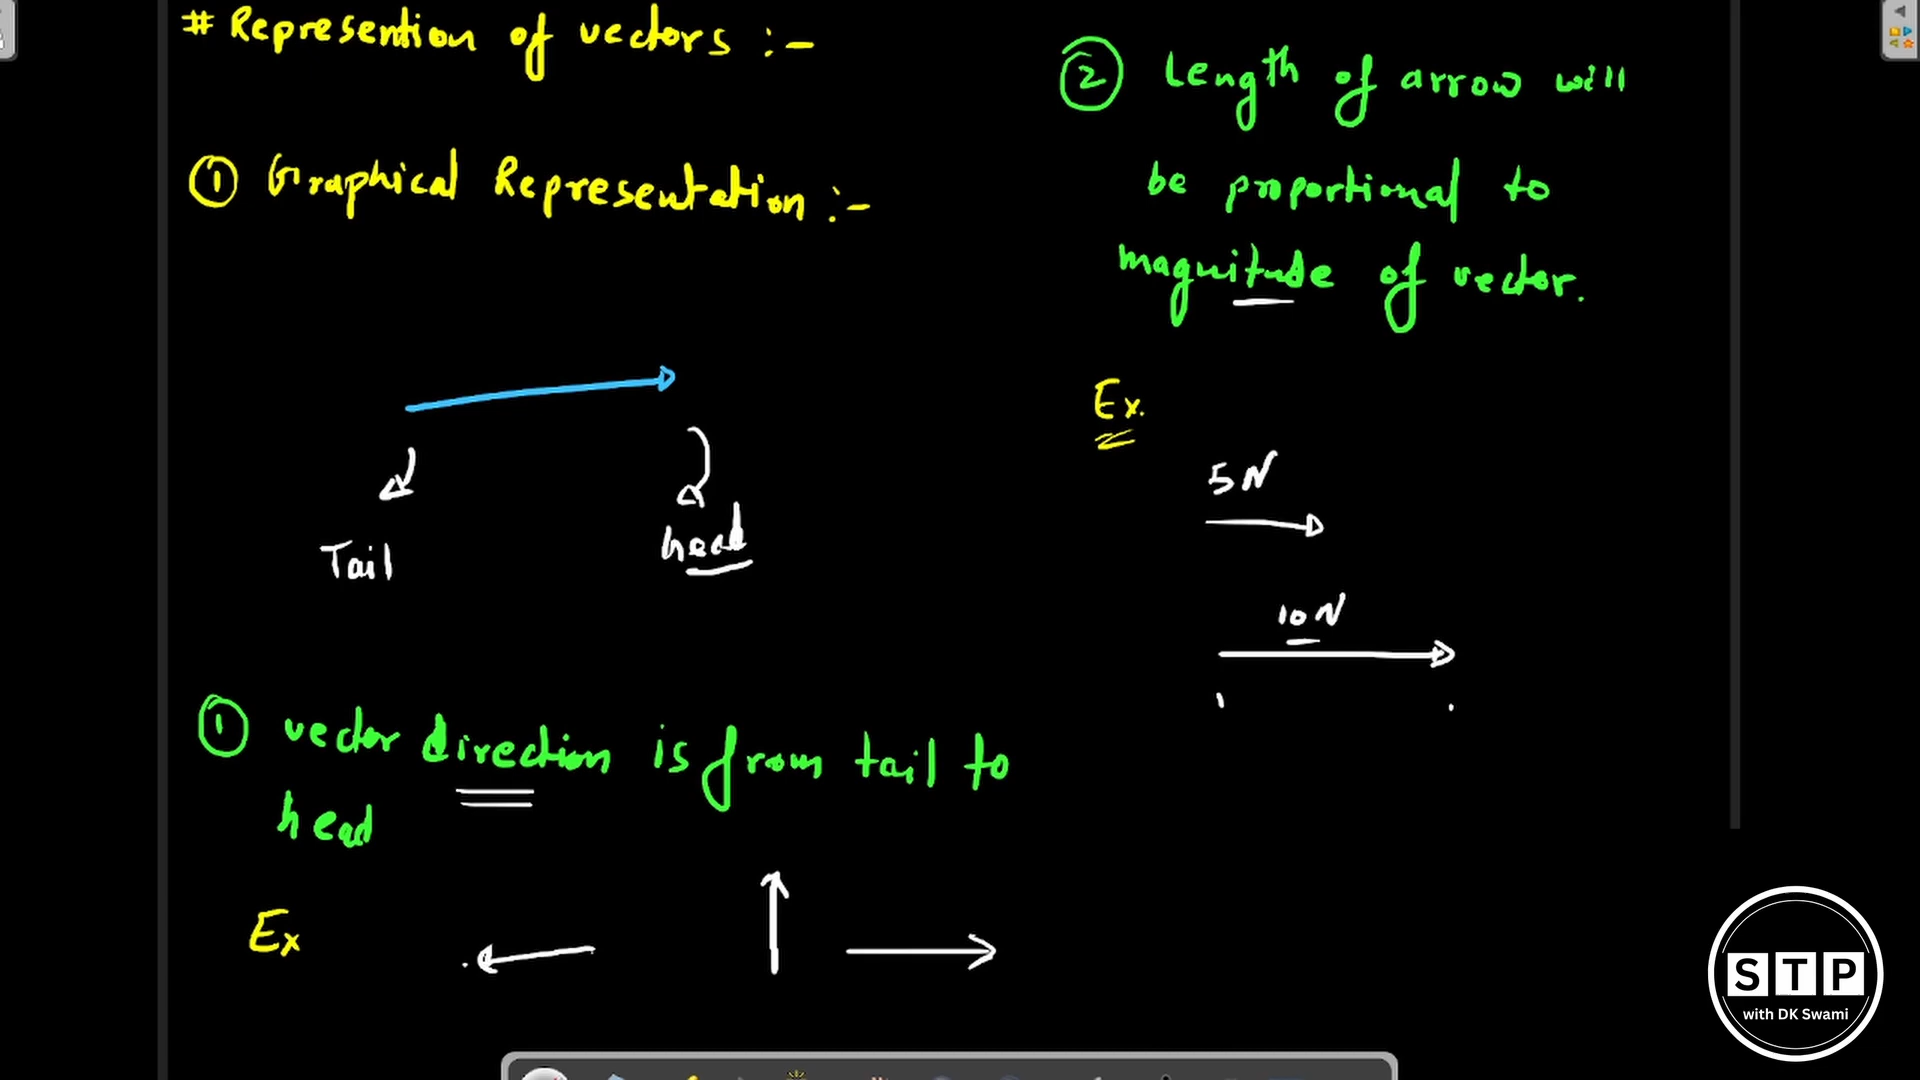 # Represention of vectors :-
① Graphical Representation :-
Tail
head
① vector direction is from tail to
head
Ex
② Length of arrow will
be proportional to
magnitude of vector.
Ex.
5N
10N
STP
with DK Swami